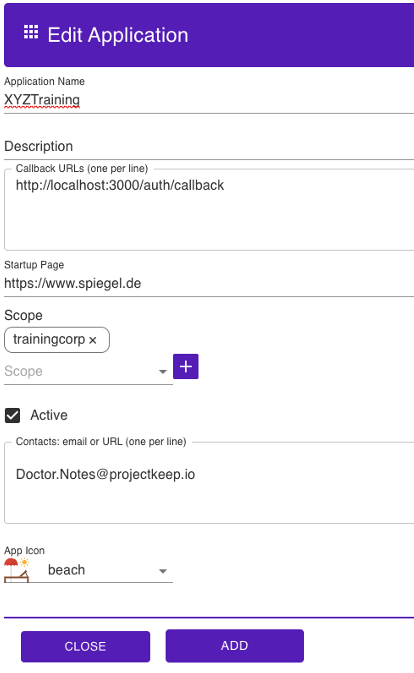 Edit Application
Application Name
XYZTraining
Description
Callback URLs (one per line)
http://localhost:3000/auth/callback
Startup Page
https://www.spiegel.de
Scope
trainingcorp ×
Scope
+
Active
Contacts: email or URL (one per line)
Doctor.Notes@projectkeep.io
App Icon
beach
CLOSE ADD